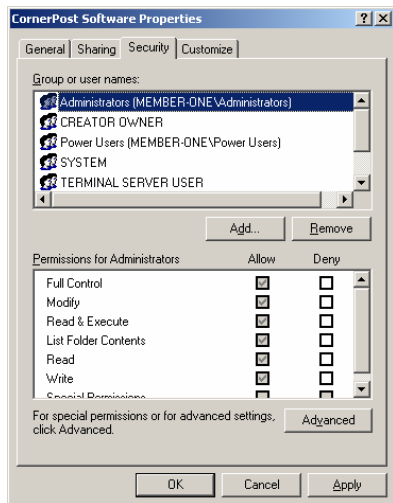 CornerPost Software Properties
General Sharing Security Customize
Group or user names:
Administrators (MEMBER-ONE\Administrators)
CREATOR OWNER
Power Users (MEMBER-ONE\Power Users)
SYSTEM
TERMINAL SERVER USER
Add... Remove
Permissions for Administrators Allow Deny
Full Control
Modify
Read & Execute
List Folder Contents
Read
Write
Special Permissions
For special permissions or for advanced settings,
click Advanced.
Advanced
OK Cancel Apply